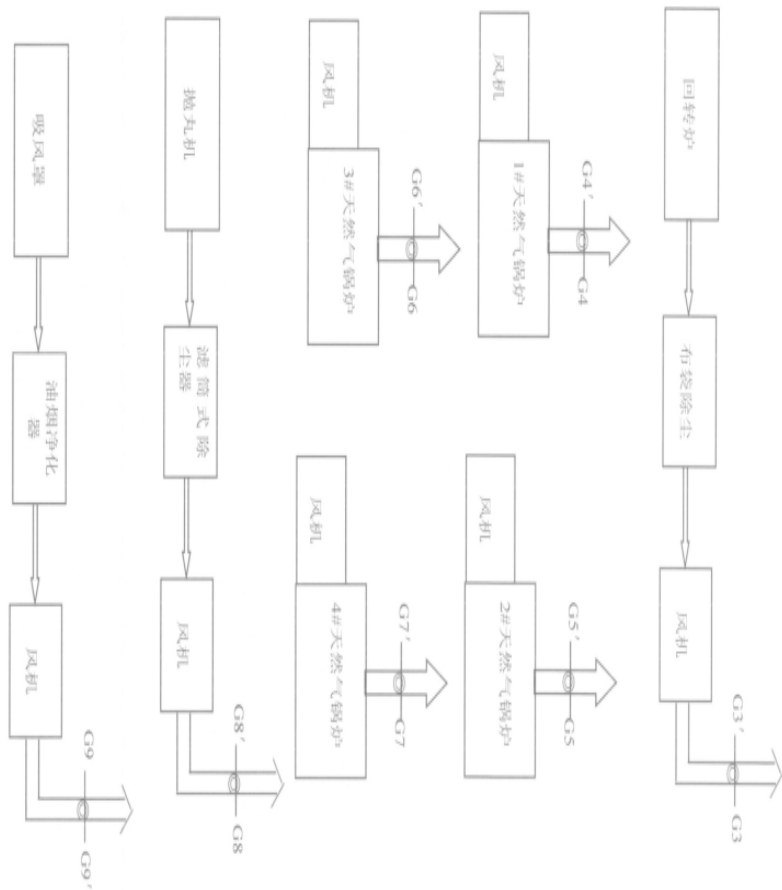 回转炉
布袋除尘
风机
G3'
G3
风机
1#天然气锅炉
G4'
G4
风机
2#天然气锅炉
G5'
G5
风机
3#天然气锅炉
G6'
G6
风机
4#天然气锅炉
G7'
G7
抛丸机
滤筒式除
尘器
风机
G8'
G8
吸风罩
油烟净化
器
风机
G9
G9'